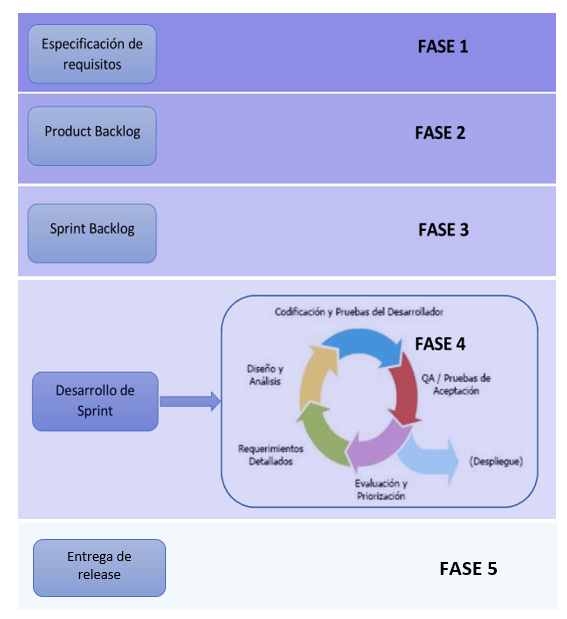 Especificación de
requisitos
FASE 1
Product Backlog
FASE 2
Sprint Backlog
FASE 3
Codificación y Pruebas del Desarrollador
FASE 4
Diseño y
Análisis
QA / Pruebas de
Aceptación
Desarrollo de
Sprint
Requerimientos
Detallados
(Despliegue)
Evaluación y
Priorización
Entrega de
release
FASE 5